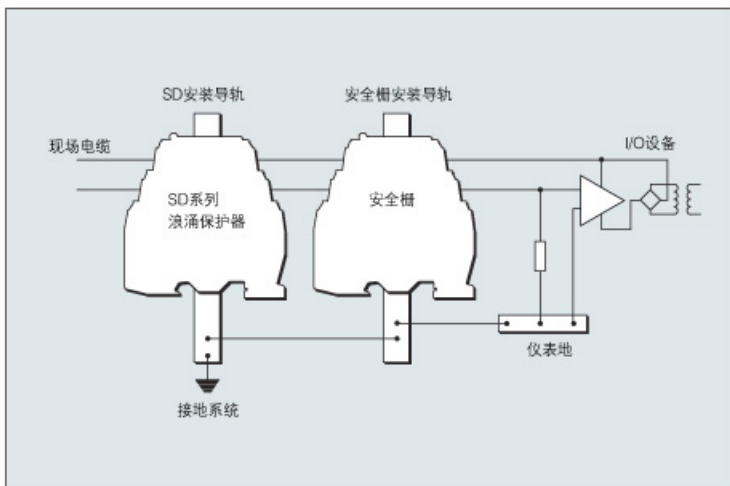 SD安装导轨
安全栅安装导轨
现场电缆
I/O设备
SD系列
浪涌保护器
安全栅
仪表地
接地系统